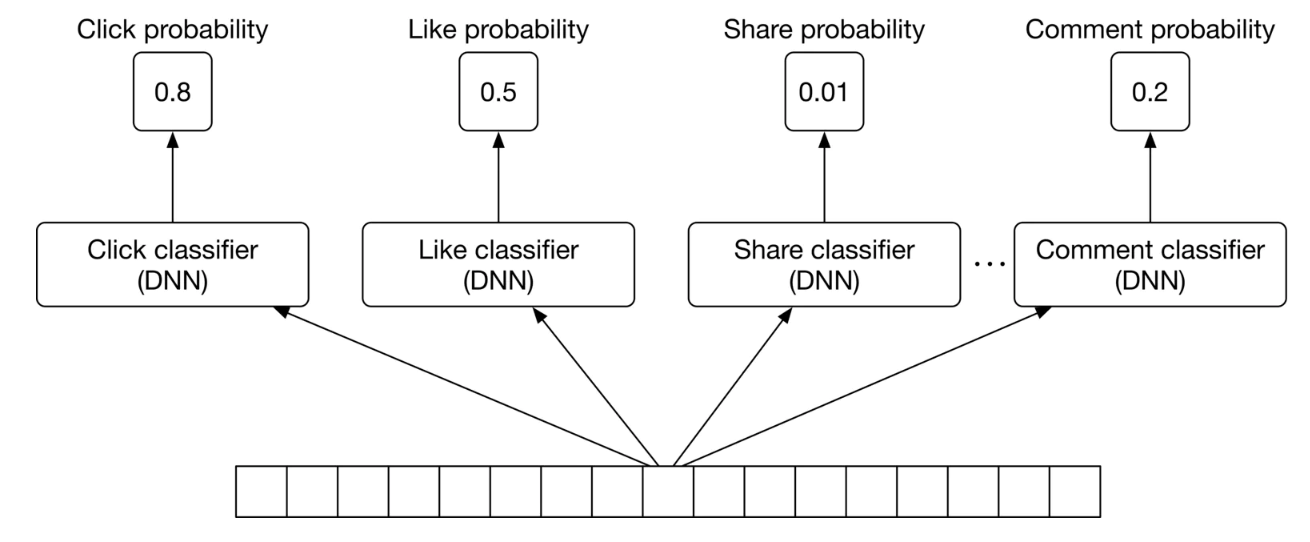 Click probability
Like probability
Share probability
Comment probability
0.8
0.5
0.01
0.2
Click classifier
(DNN)
Like classifier
(DNN)
Share classifier
(DNN)
...
Comment classifier
(DNN)